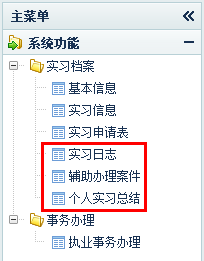 主菜单
系统功能
实习档案
基本信息
实习信息
实习申请表
实习日志
辅助办理案件
个人实习总结
事务办理
执业事务办理